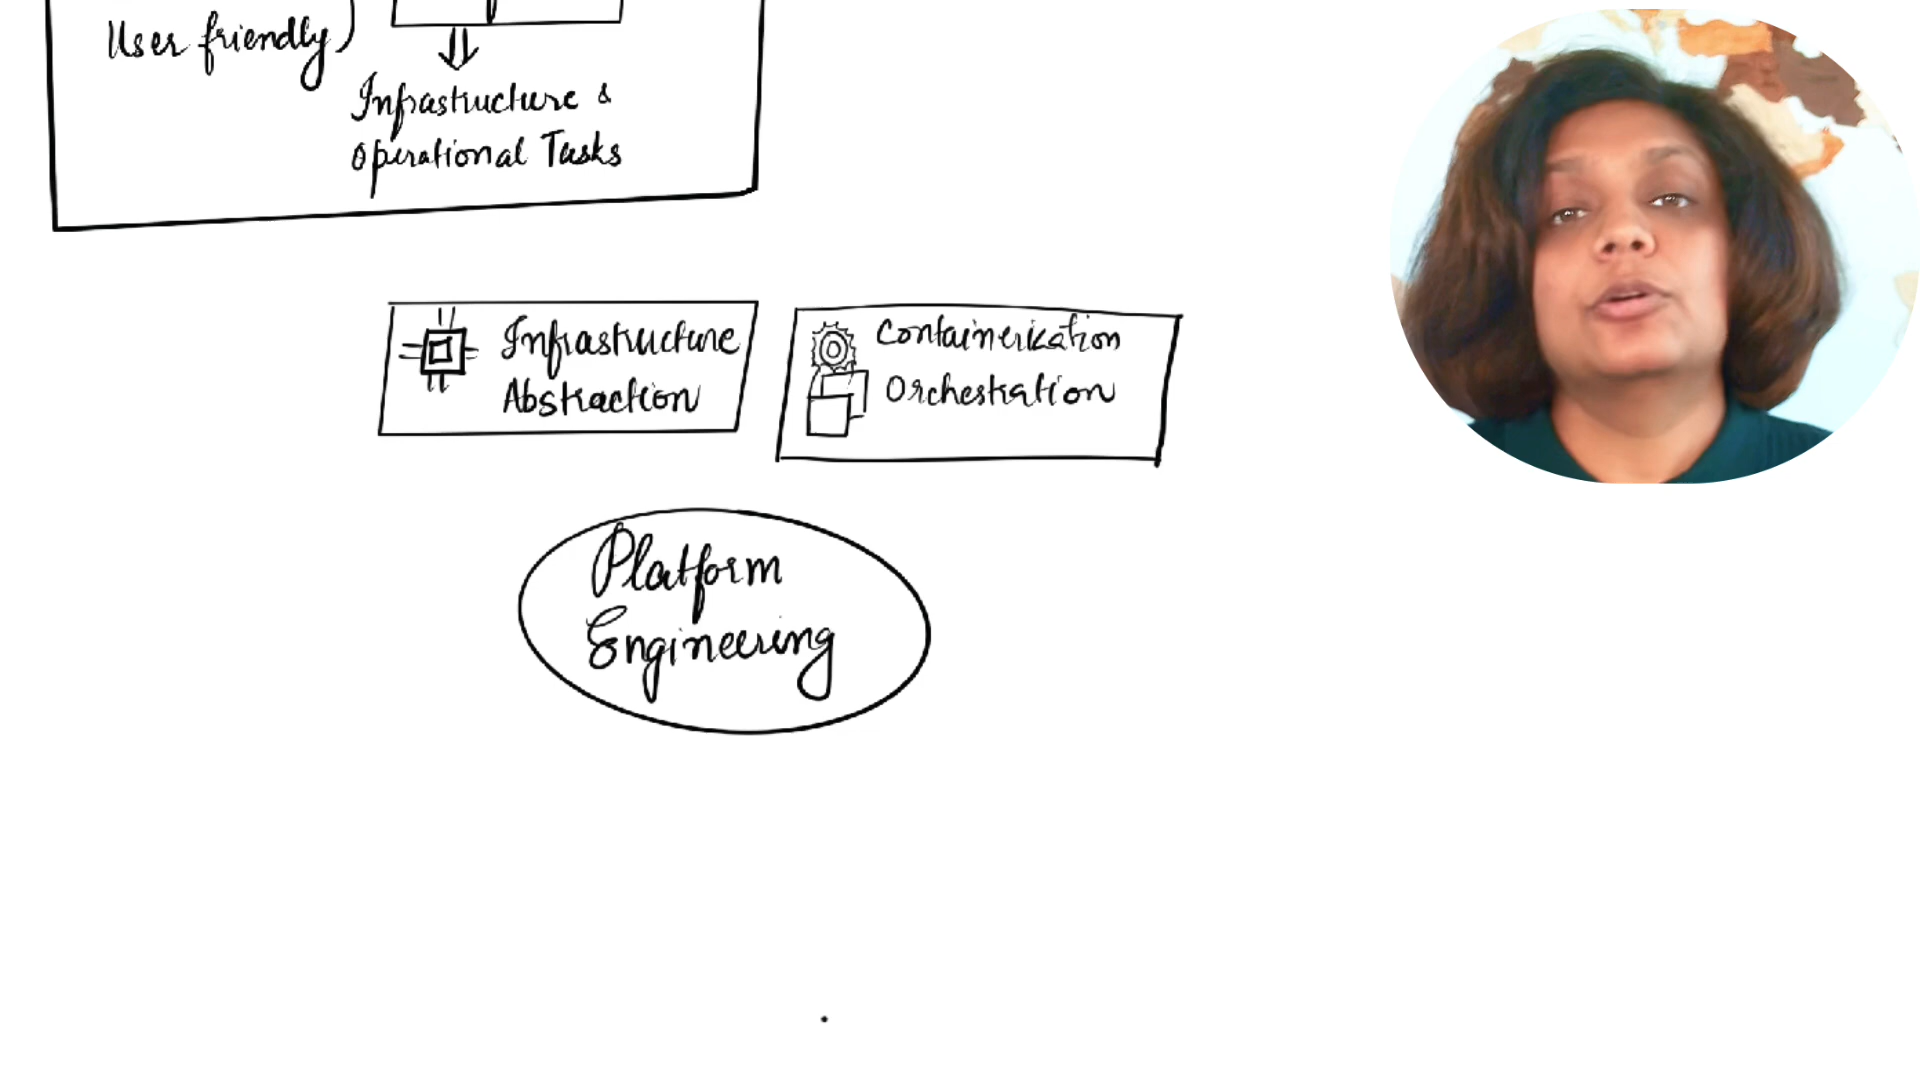 User friendly)
Infrastructure &
Operational Tasks
Infrastructure
Abstraction
Containerization
Orchestration
Platform
Engineering